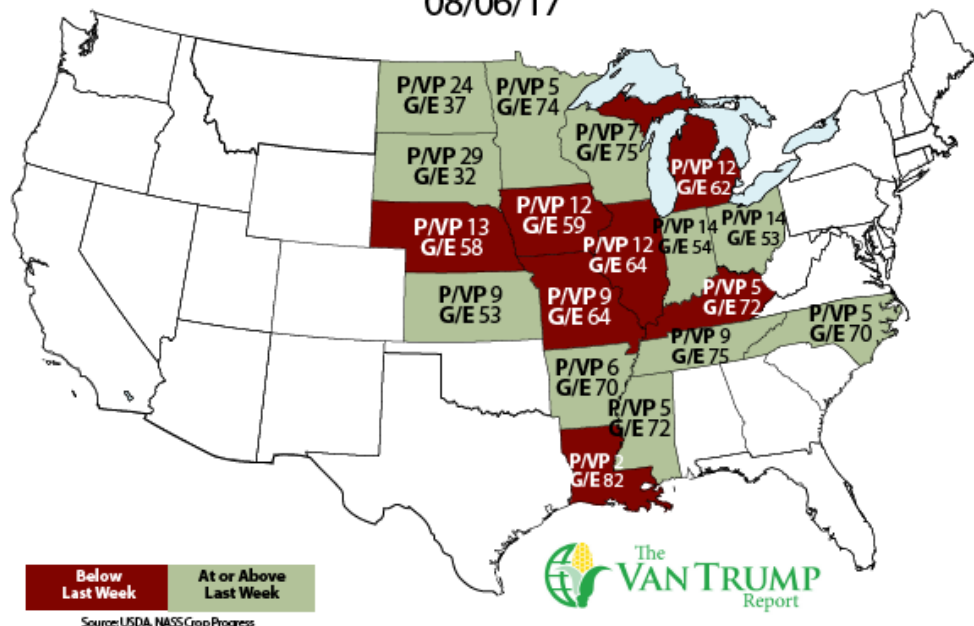 08/06/17
P/VP 24
G/E 37
P/VP 5
G/E 74
P/VP 7
G/E 75
P/VP 29
G/E 32
P/VP 12
G/E 62
P/VP 13
G/E 58
P/VP 12
G/E 59
P/VP 12
G/E 64
P/VP 14
G/E 54
P/VP 14
G/E 53
P/VP 9
G/E 53
P/VP 9
G/E 64
P/VP 5
G/E 72
P/VP 9
G/E 75
P/VP 5
G/E 70
P/VP 6
G/E 70
P/VP 5
G/E 72
P/VP 2
G/E 82
Below
Last Week
At or Above
Last Week
Source: USDA, NASS Crop Progress
The
VAN TRUMP
Report